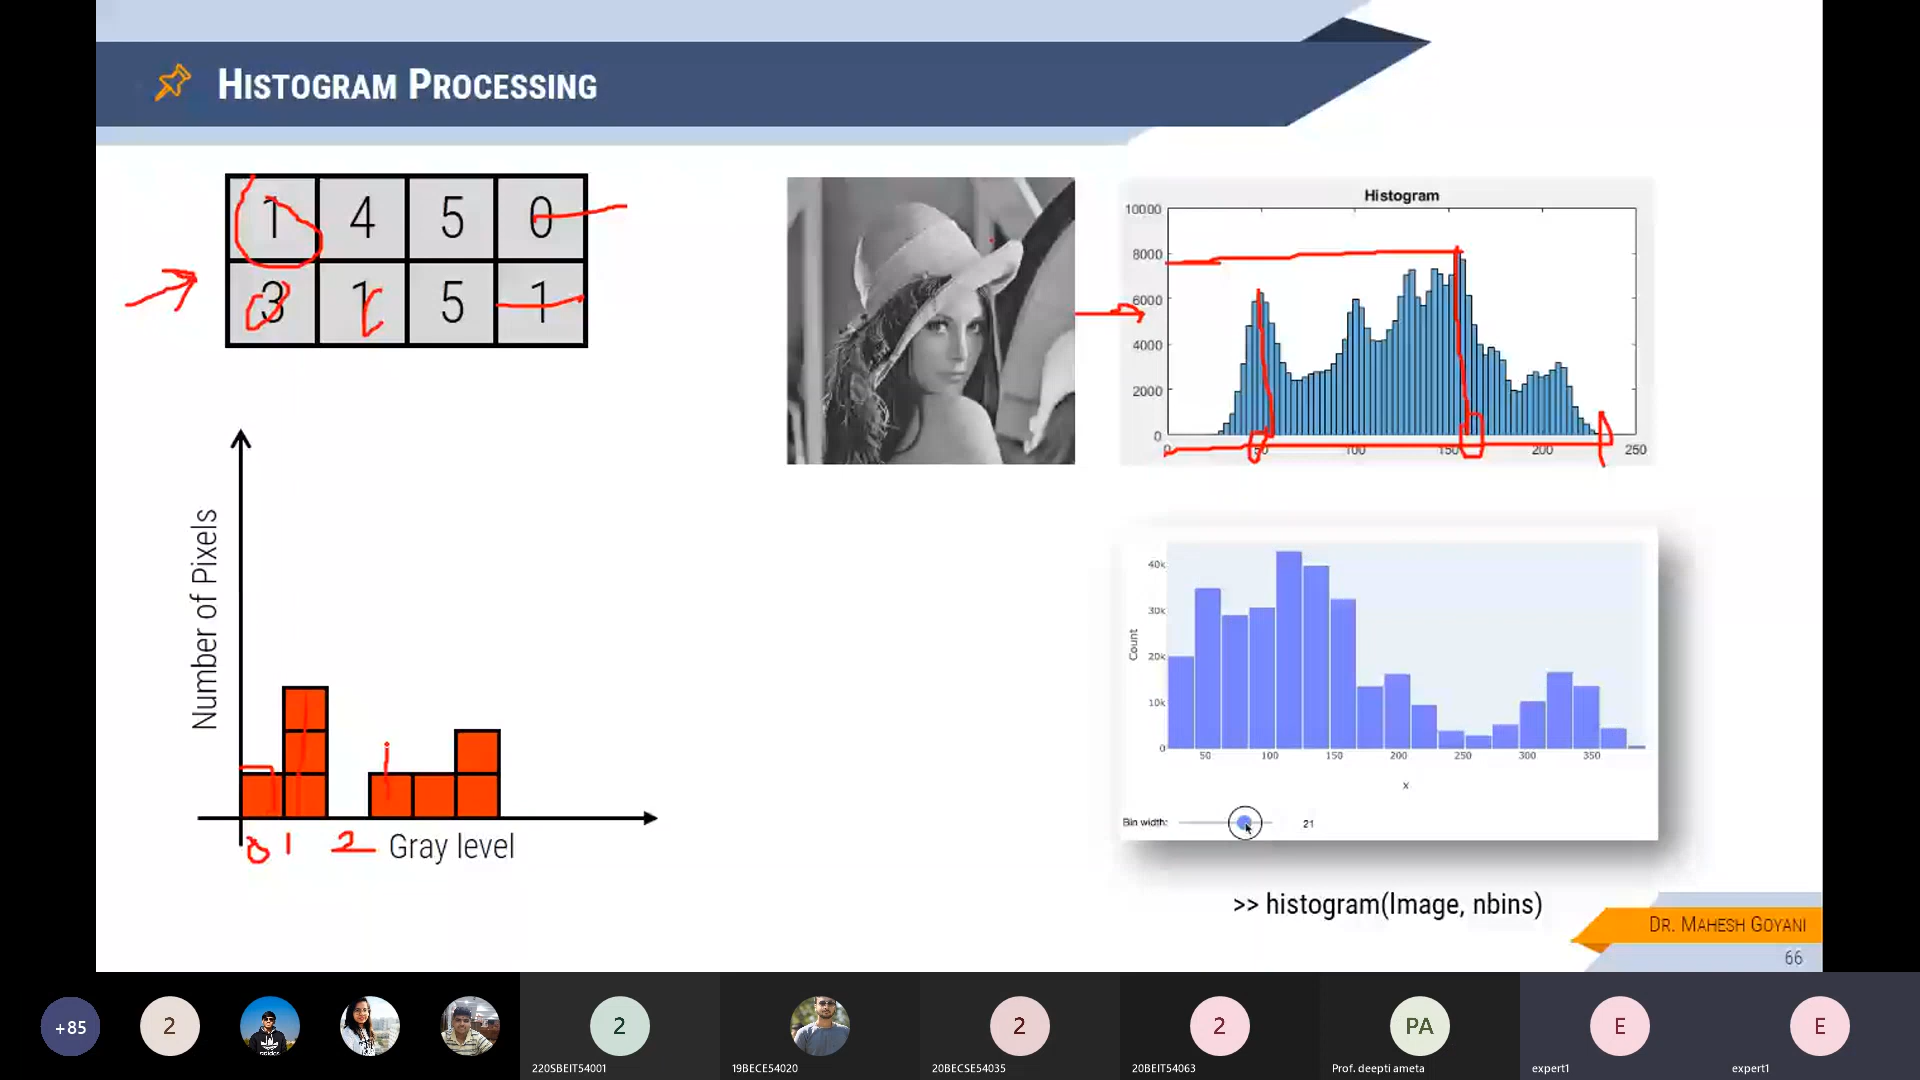 HISTOGRAM PROCESSING
1 4 5 0
3 1 5 1
Number of Pixels
0 1 2 Gray level
Histogram
10000
8000
6000
4000
2000
0
0 50 100 150 200 250
40k
30k
20k
10k
0
Count
50 100 150 200 250 300 350
x
Bin width: 21
>> histogram(Image, nbins)
DR. MAHESH GOYANI
66
+85
2
2
220SBEIT54001
19BECE54020
2
20BECSE54035
2
20BEIT54063
PA
Prof. deepti ameta
E
expert1
E
expert1